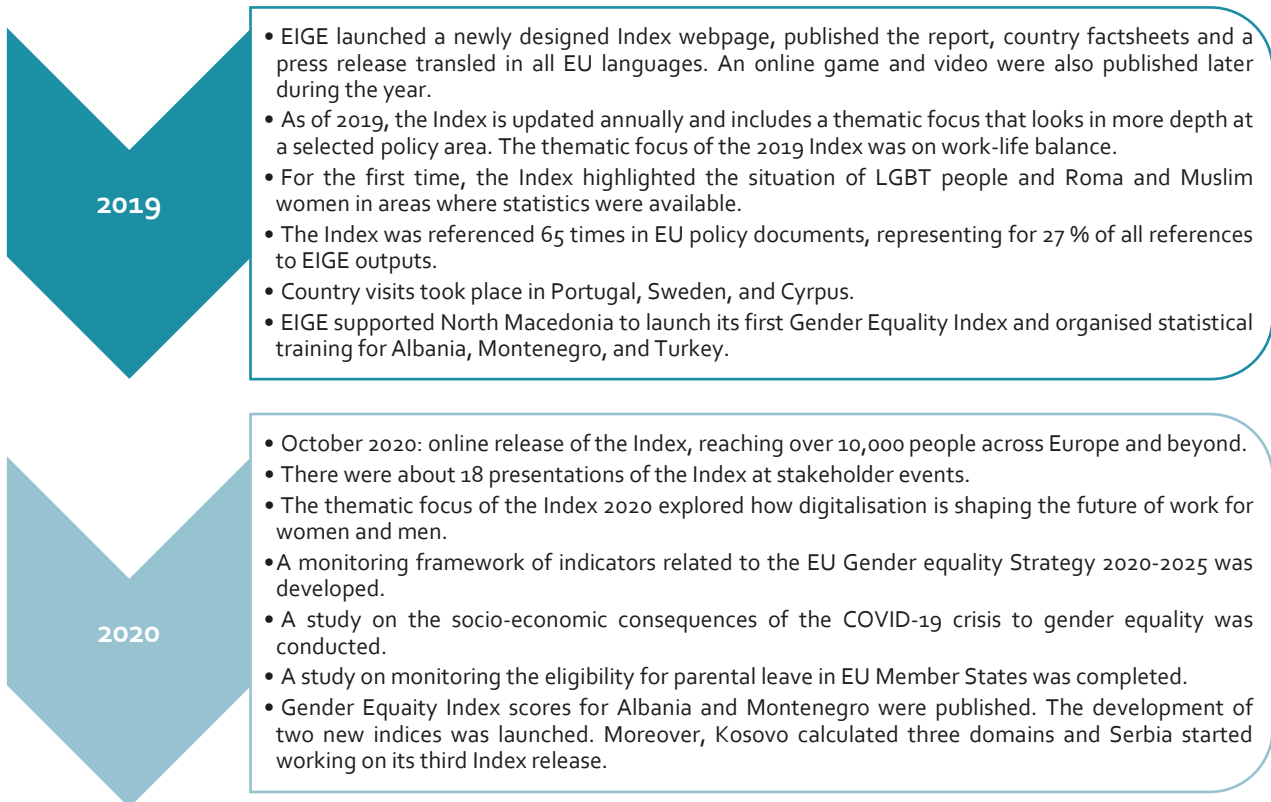 2019
• EIGE launched a newly designed Index webpage, published the report, country factsheets and a
press release transled in all EU languages. An online game and video were also published later
during the year.
• As of 2019, the Index is updated annually and includes a thematic focus that looks in more depth at
a selected policy area. The thematic focus of the 2019 Index was on work-life balance.
• For the first time, the Index highlighted the situation of LGBT people and Roma and Muslim
women in areas where statistics were available.
• The Index was referenced 65 times in EU policy documents, representing for 27 % of all references
to EIGE outputs.
• Country visits took place in Portugal, Sweden, and Cyrpus.
• EIGE supported North Macedonia to launch its first Gender Equality Index and organised statistical
training for Albania, Montenegro, and Turkey.
2020
• October 2020: online release of the Index, reaching over 10,000 people across Europe and beyond.
• There were about 18 presentations of the Index at stakeholder events.
• The thematic focus of the Index 2020 explored how digitalisation is shaping the future of work for
women and men.
• A monitoring framework of indicators related to the EU Gender equality Strategy 2020-2025 was
developed.
• A study on the socio-economic consequences of the COVID-19 crisis to gender equality was
conducted.
• A study on monitoring the eligibility for parental leave in EU Member States was completed.
• Gender Equaity Index scores for Albania and Montenegro were published. The development of
two new indices was launched. Moreover, Kosovo calculated three domains and Serbia started
working on its third Index release.